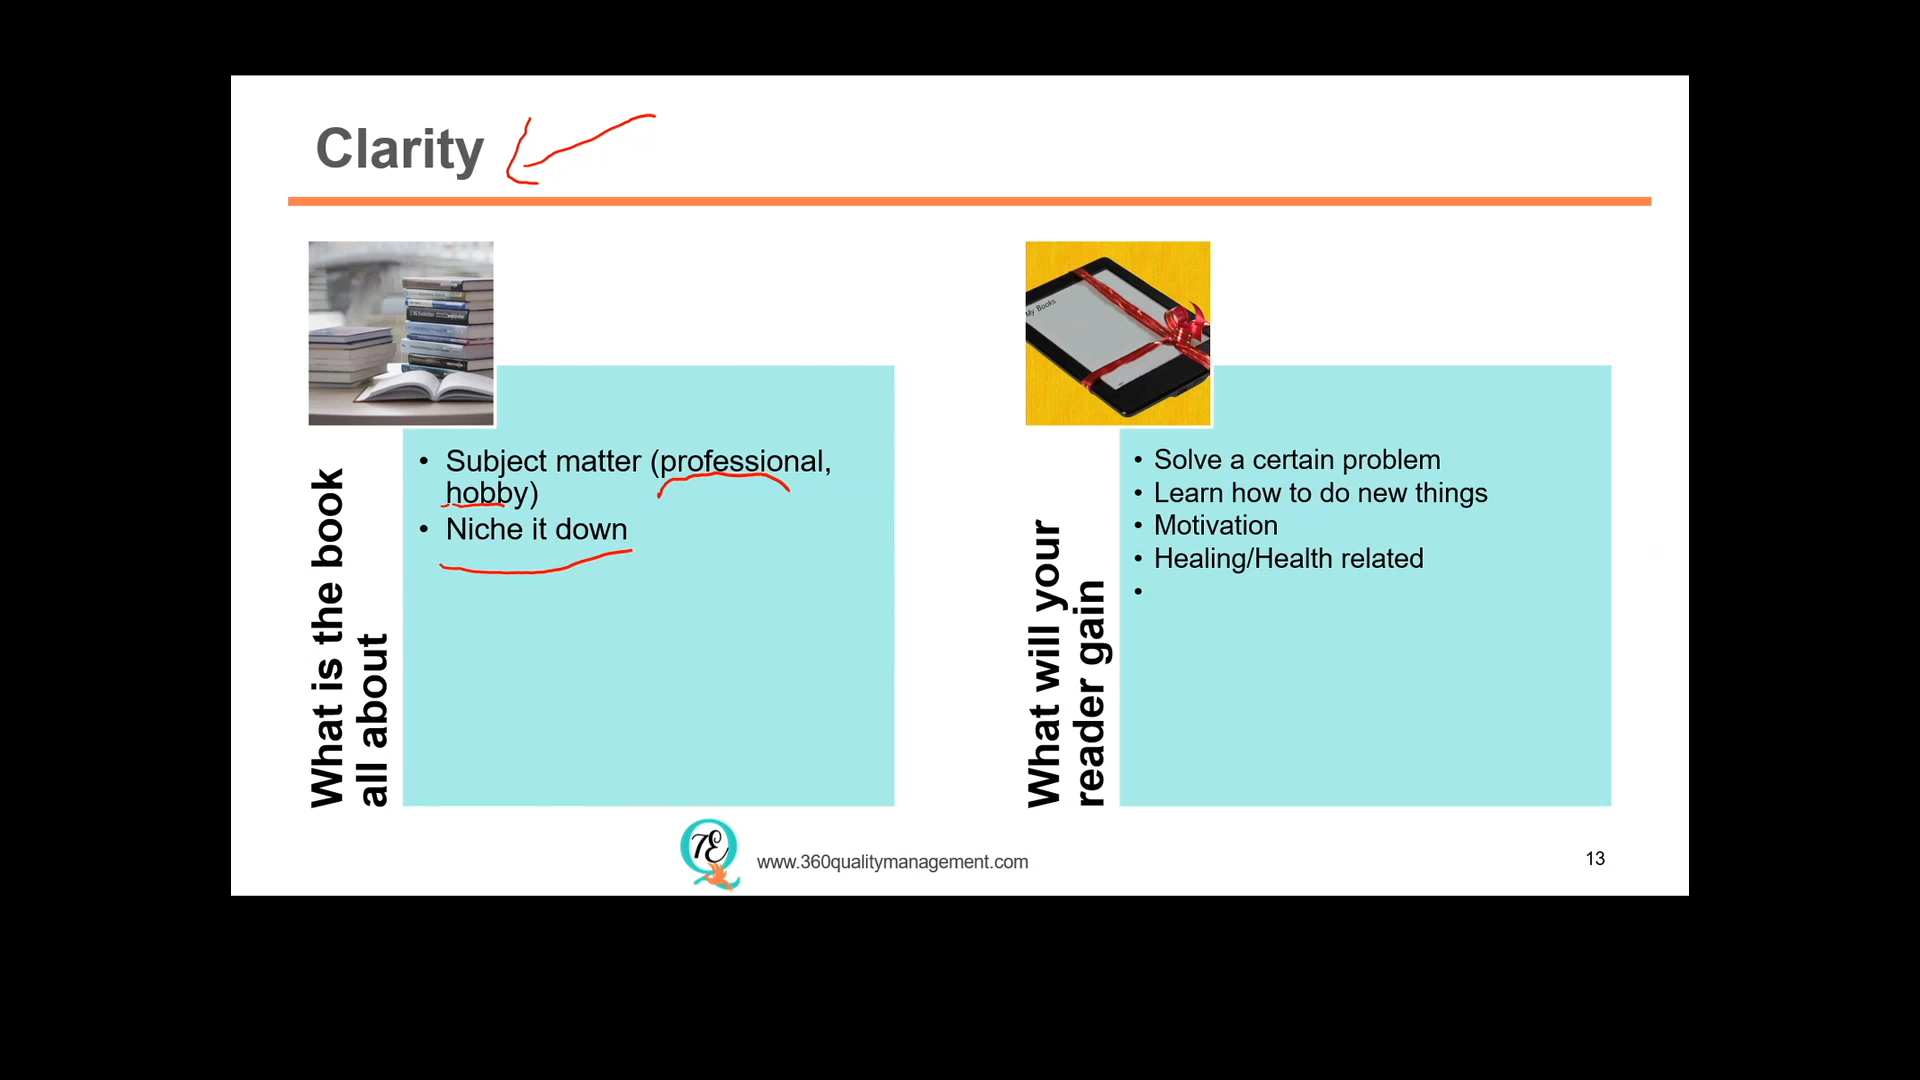 Clarity
What is the book
all about
• Subject matter (professional,
hobby)
• Niche it down
My Books
What will your
reader gain
• Solve a certain problem
• Learn how to do new things
• Motivation
• Healing/Health related
•
www.360qualitymanagement.com
13